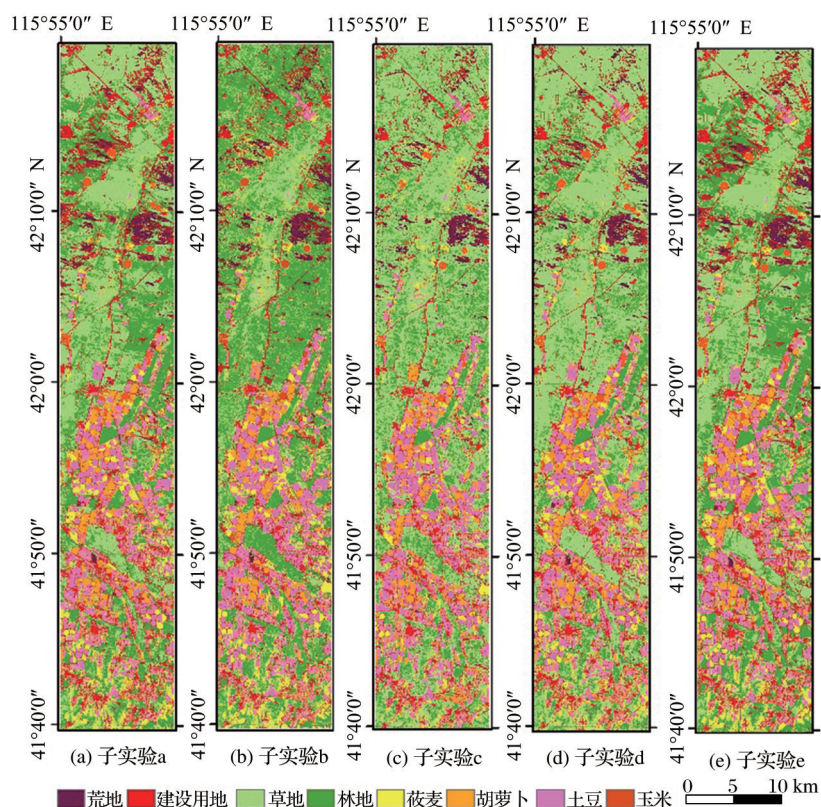 115°55′0″ E 115°55′0″ E 115°55′0″ E 115°55′0″ E 115°55′0″ E
42°10′0″ N 42°10′0″ N 42°10′0″ N 42°10′0″ N 42°10′0″ N
42°0′0″ 42°0′0″ 42°0′0″ 42°0′0″ 42°0′0″
41°50′0″ 41°50′0″ 41°50′0″ 41°50′0″ 41°50′0″
41°40′0″ 41°40′0″ 41°40′0″ 41°40′0″ 41°40′0″
(a) 子实验a (b) 子实验b (c) 子实验c (d) 子实验d (e) 子实验e
荒地 建设用地 草地 林地 莜麦 胡萝卜 土豆 玉米 0 5 10 km